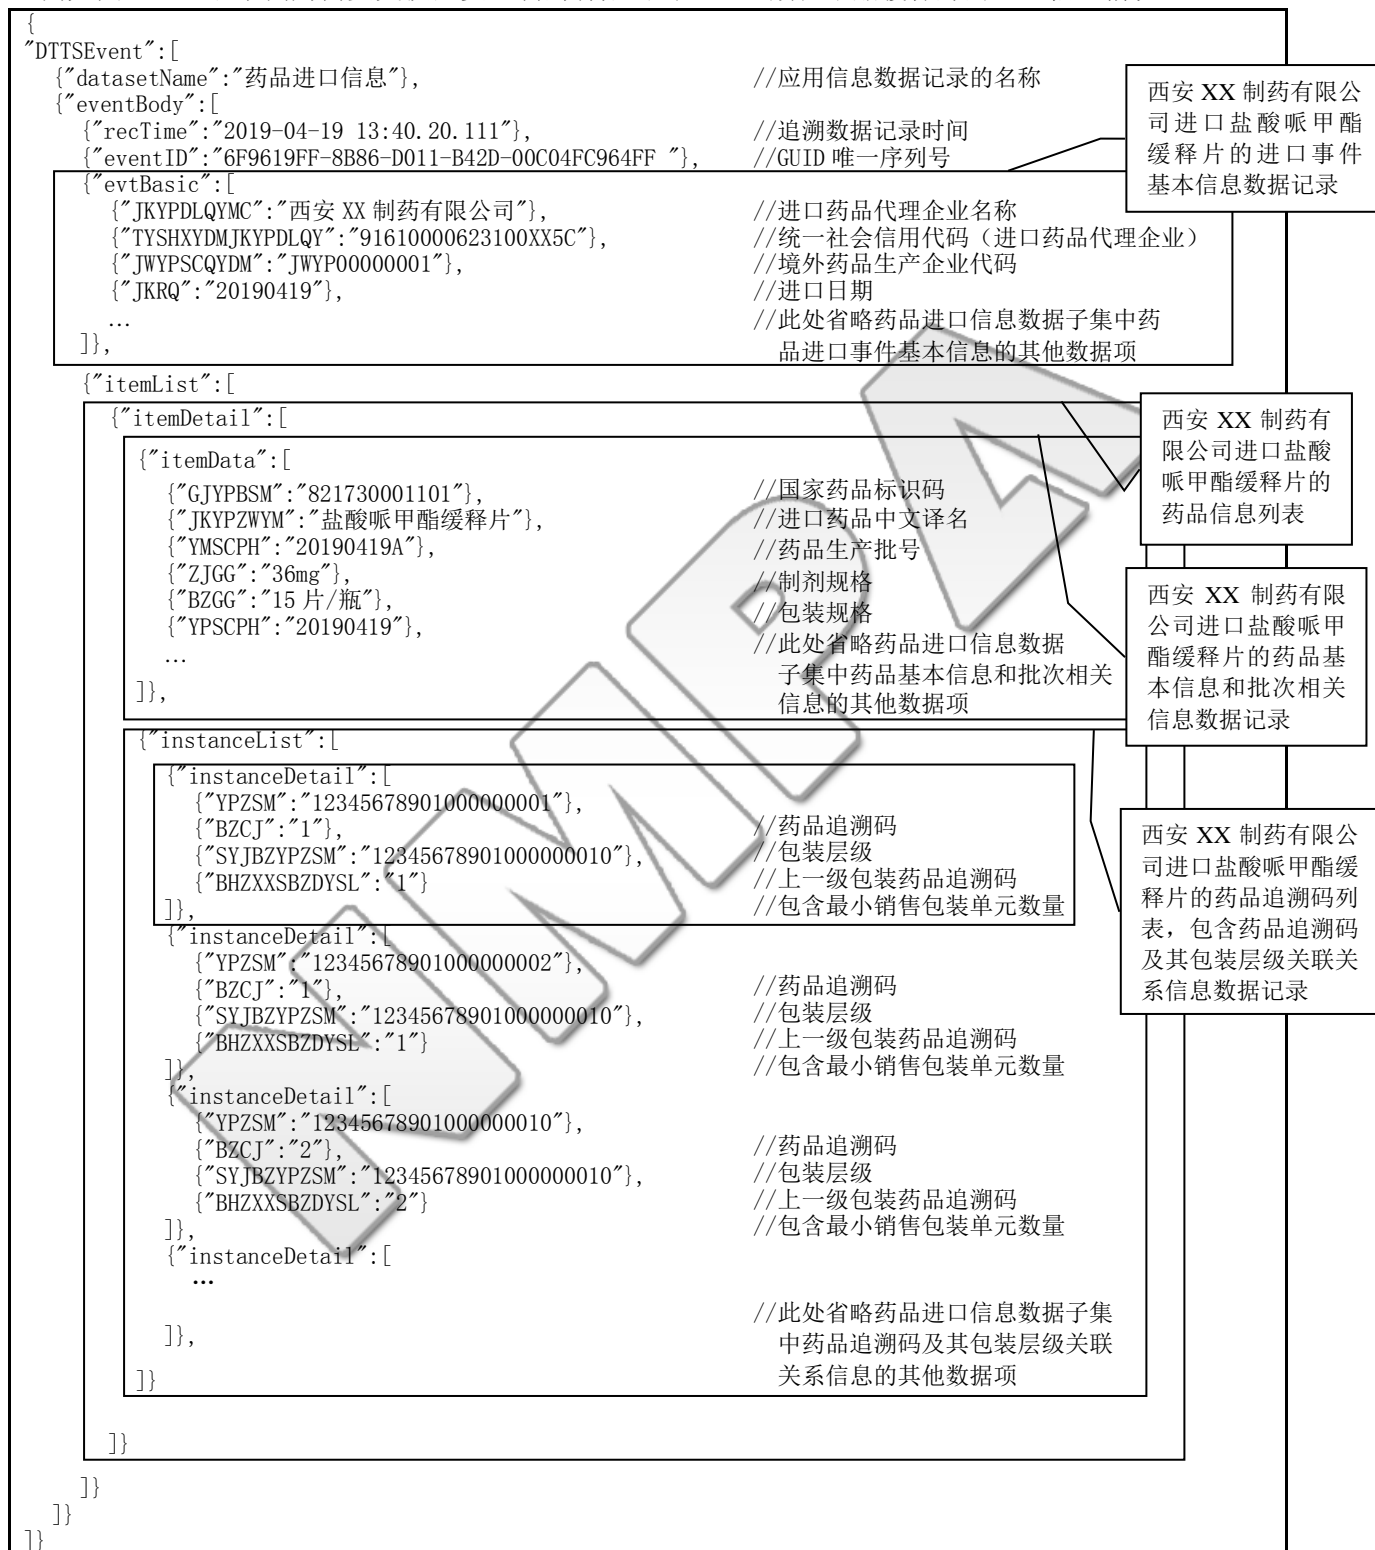 {
"DTTSEvent":[
{"datasetName":"药品进口信息"}, //应用信息数据记录的名称
{"eventBody":[
{"recTime":"2019-04-19 13:40.20.111"}, //追溯数据记录时间
{"eventID":"6F9619FF-8B86-D011-B42D-00C04FC964FF "}, //GUID 唯一序列号
西安 XX 制药有限公
司进口盐酸哌甲酯
缓释片的进口事件
基本信息数据记录
{"evtBasic":[
{"JKYPDLQYMC":"西安 XX 制药有限公司"}, //进口药品代理企业名称
{"TYSHXYDMJKYPDLQY":"91610000623100XX5C"}, //统一社会信用代码（进口药品代理企业）
{"JWYPSCQYDM":"JWYP00000001"}, //境外药品生产企业代码
{"JKRQ":"20190419"}, //进口日期
… //此处省略药品进口信息数据子集中药
]}, 品进口事件基本信息的其他数据项
{"itemList":[
{"itemDetail":[
西安 XX 制药有
限公司进口盐酸
哌甲酯缓释片的
药品信息列表
{"itemData":[
{"GJYPBSM":"821730001101"}, //国家药品标识码
{"JKYPZWYM":"盐酸哌甲酯缓释片"}, //进口药品中文译名
{"YMSCPH":"20190419A"}, //药品生产批号
{"ZJGG":"36mg"}, //制剂规格
{"BZGG":"15 片/瓶"}, //包装规格
{"YPSCPH":"20190419"}, //此处省略药品进口信息数据
… 子集中药品基本信息和批次相关
]}, 信息的其他数据项
西安 XX 制药有限
公司进口盐酸哌甲
酯缓释片的药品基
本信息和批次相关
信息数据记录
{"instanceList":[
{"instanceDetail":[
{"YPZSM":"12345678901000000001"},
{"BZCJ":"1"}, //药品追溯码
{"SYJBZYPZSM":"12345678901000000010"}, //包装层级
{"BHZXXSBZDYSL":"1"} //上一级包装药品追溯码
]}, //包含最小销售包装单元数量
西安 XX 制药有限公
司进口盐酸哌甲酯缓
释片的药品追溯码列
表，包含药品追溯码
及其包装层级关联关
系信息数据记录
{"instanceDetail":[
{"YPZSM":"12345678901000000002"},
{"BZCJ":"1"}, //药品追溯码
{"SYJBZYPZSM":"12345678901000000010"}, //包装层级
{"BHZXXSBZDYSL":"1"} //上一级包装药品追溯码
]}, //包含最小销售包装单元数量
{"instanceDetail":[
{"YPZSM":"12345678901000000010"},
{"BZCJ":"2"}, //药品追溯码
{"SYJBZYPZSM":"12345678901000000010"}, //包装层级
{"BHZXXSBZDYSL":"2"} //上一级包装药品追溯码
]}, //包含最小销售包装单元数量
{"instanceDetail":[
…
//此处省略药品进口信息数据子集
]}, 中药品追溯码及其包装层级关联
]} 关系信息的其他数据项
]}
]}
]}
]}
NMPA